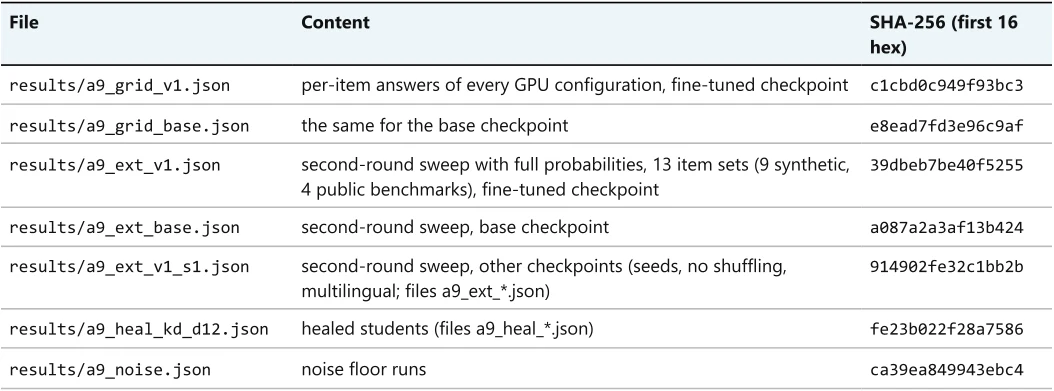 File Content SHA-256 (first 16
hex)
results/a9_grid_v1.json per-item answers of every GPU configuration, fine-tuned checkpoint c1cbd0c949f93bc3
results/a9_grid_base.json the same for the base checkpoint e8ead7fd3e96c9af
results/a9_ext_v1.json second-round sweep with full probabilities, 13 item sets (9 synthetic, 39dbeb7be40f5255
4 public benchmarks), fine-tuned checkpoint
results/a9_ext_base.json second-round sweep, base checkpoint a087a2a3af13b424
results/a9_ext_v1_s1.json second-round sweep, other checkpoints (seeds, no shuffling, 914902fe32c1bb2b
multilingual; files a9_ext_*.json)
results/a9_heal_kd_d12.json healed students (files a9_heal_*.json) fe23b022f28a7586
results/a9_noise.json noise floor runs ca39ea849943ebc4